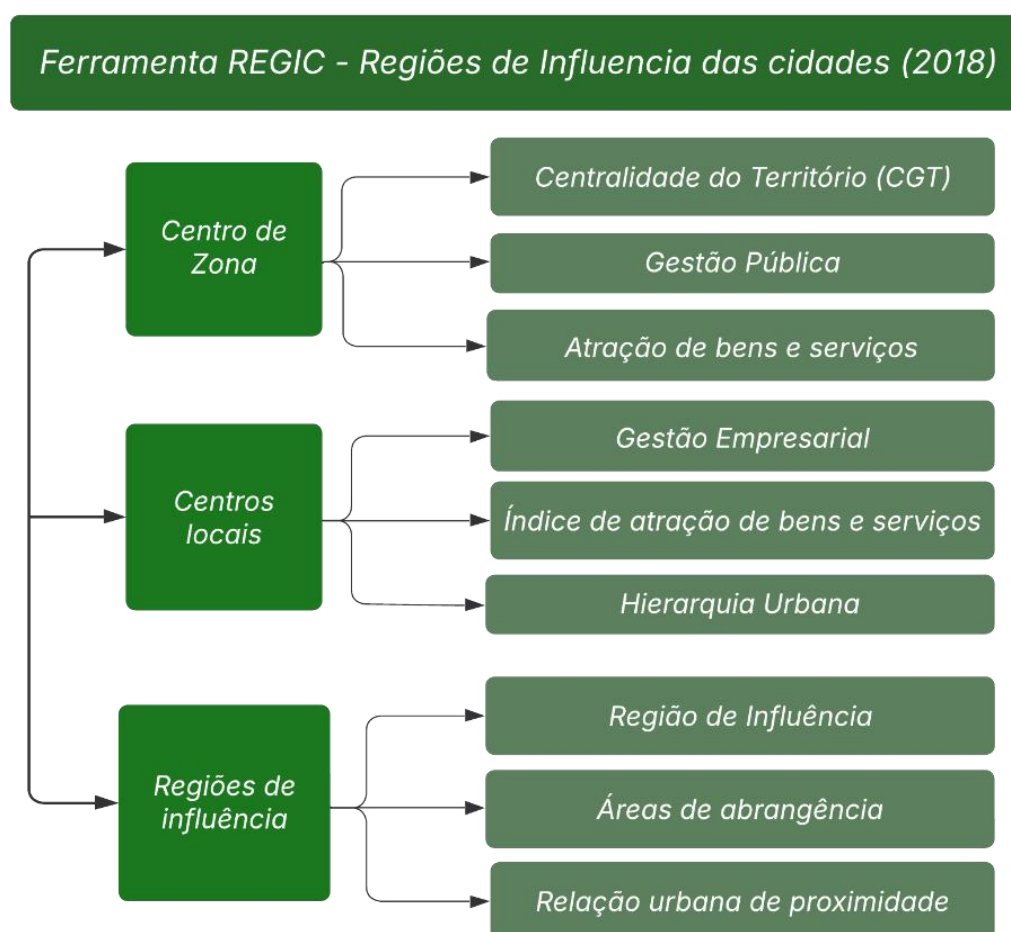 Ferramenta REGIC - Regiões de Influencia das cidades (2018)
Centro de
Zona
Centralidade do Território (CGT)
Gestão Pública
Atração de bens e serviços
Centros
locais
Gestão Empresarial
Índice de atração de bens e serviços
Hierarquia Urbana
Regiões de
influência
Região de Influência
Áreas de abrangência
Relação urbana de proximidade